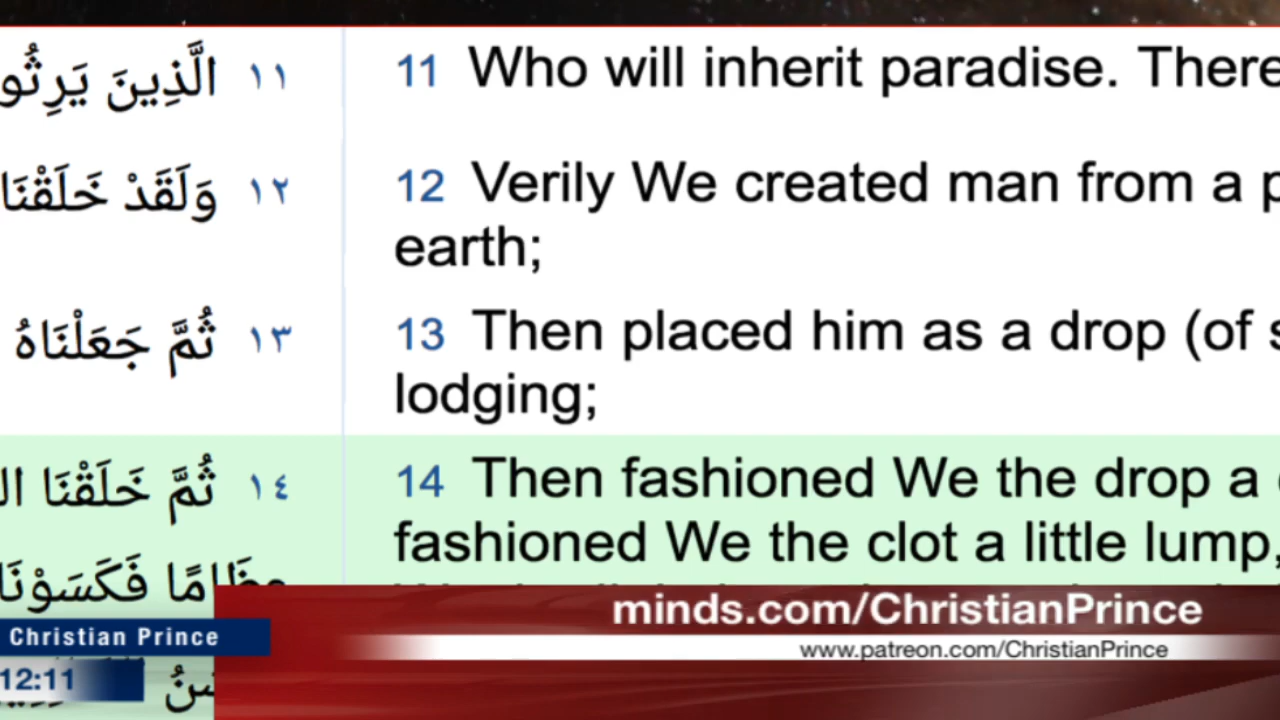 ١١ الَّذِينَ
11 Who will inherit paradise. There
١٢ وَلَقَدْ خَلَقْنَا
12 Verily We created man from a
earth;
١٣ ثُمَّ جَعَلْنَاهُ
13 Then placed him as a drop (of
lodging;
١٤ ثُمَّ خَلَقْنَا
14 Then fashioned We the drop a
fashioned We the clot a little lump,
minds.com/ChristianPrince
www.patreon.com/ChristianPrince
Christian Prince
12:11